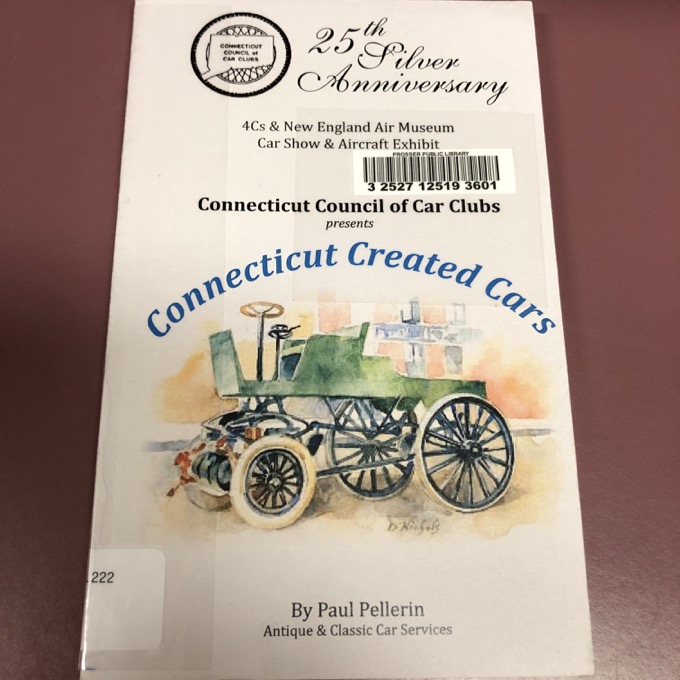 CONNECTICUT
COUNCIL of
CAR CLUBS
25th
Silver
Anniversary
4Cs & New England Air Museum
Car Show & Aircraft Exhibit
PROSSER PUBLIC LIBRARY
3 2527 12519 3601
Connecticut Council of Car Clubs
presents
Connecticut Created Cars
D. Nichols
.222
By Paul Pellerin
Antique & Classic Car Services